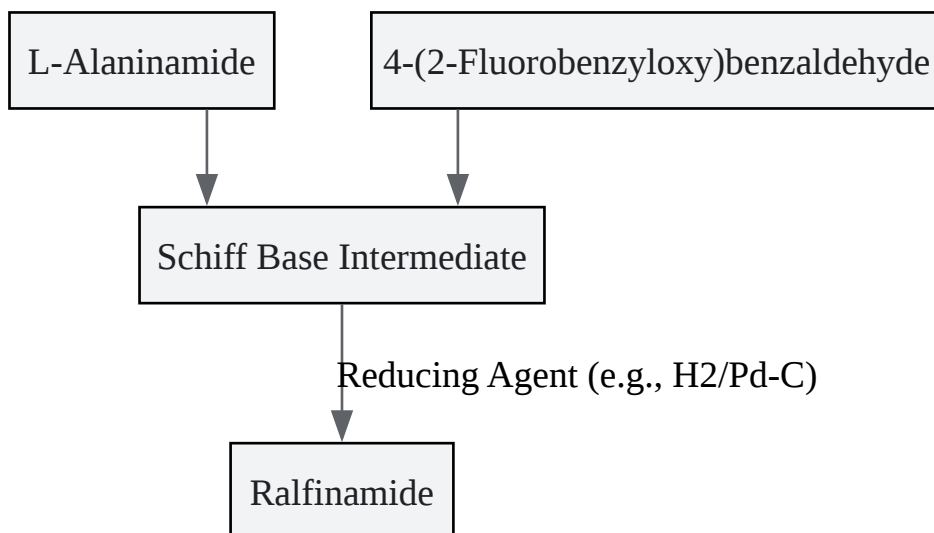 L-Alaninamide
4-(2-Fluorobenzyloxy)benzaldehyde
Schiff Base Intermediate
Reducing Agent (e.g., H2/Pd-C)
Ralfinamide